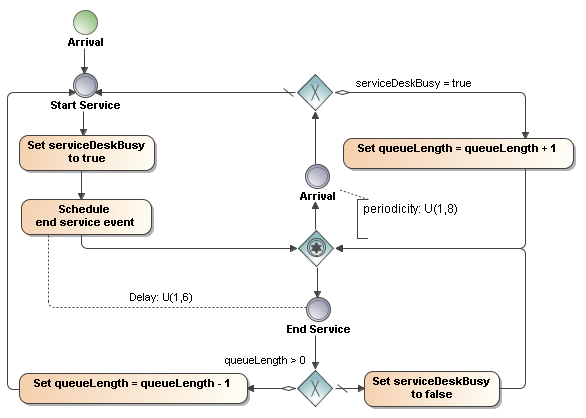 Arrival
serviceDeskBusy = true
Start Service
Set serviceDeskBusy
to true
Set queueLength = queueLength + 1
Arrival
periodicity: U(1,8)
Schedule
end service event
Delay: U(1,6)
End Service
queueLength > 0
Set queueLength = queueLength - 1
Set serviceDeskBusy
to false